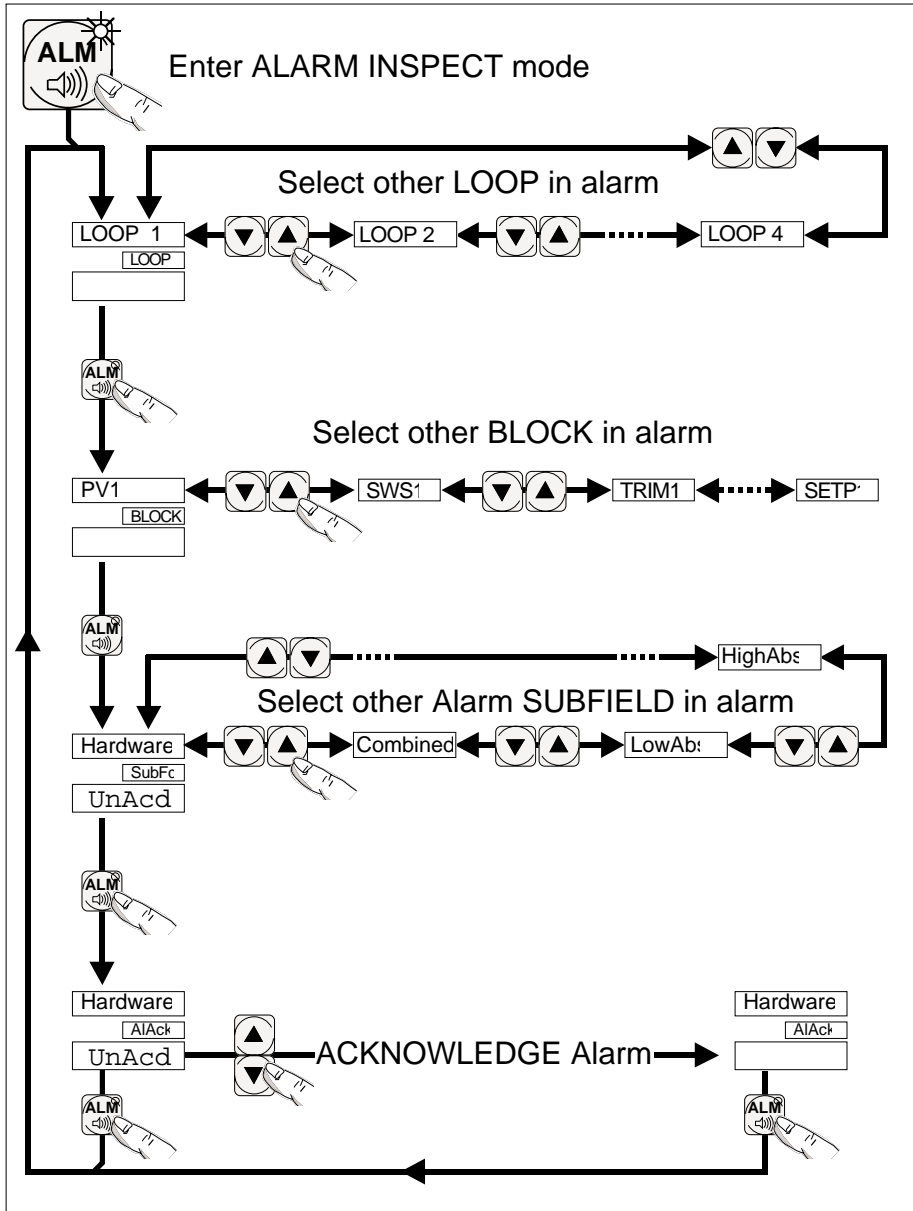 ALM
Enter ALARM INSPECT mode
Select other LOOP in alarm
LOOP 1
LOOP 2
LOOP 4
LOOP
ALM
Select other BLOCK in alarm
PV1
SWS1
TRIM1
SETP
BLOCK
ALM
HighAbs
Select other Alarm SUBFIELD in alarm
Hardware
Combined
LowAbs
SubFc
UnAcd
ALM
Hardware
Hardware
AlAck
AlAck
UnAcd
ACKNOWLEDGE Alarm
ALM
ALM